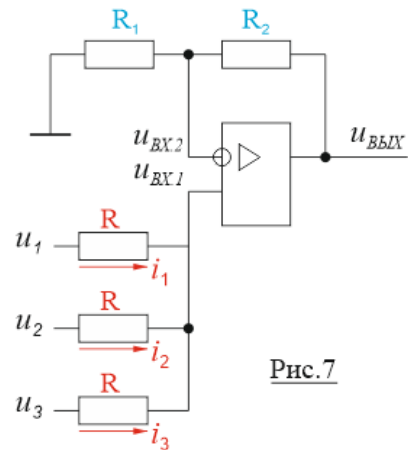 R₁ R₂
uВХ.2
uВХ.1
uВЫХ
u₁ R i₁
u₂ R i₂
u₃ R i₃
Рис.7